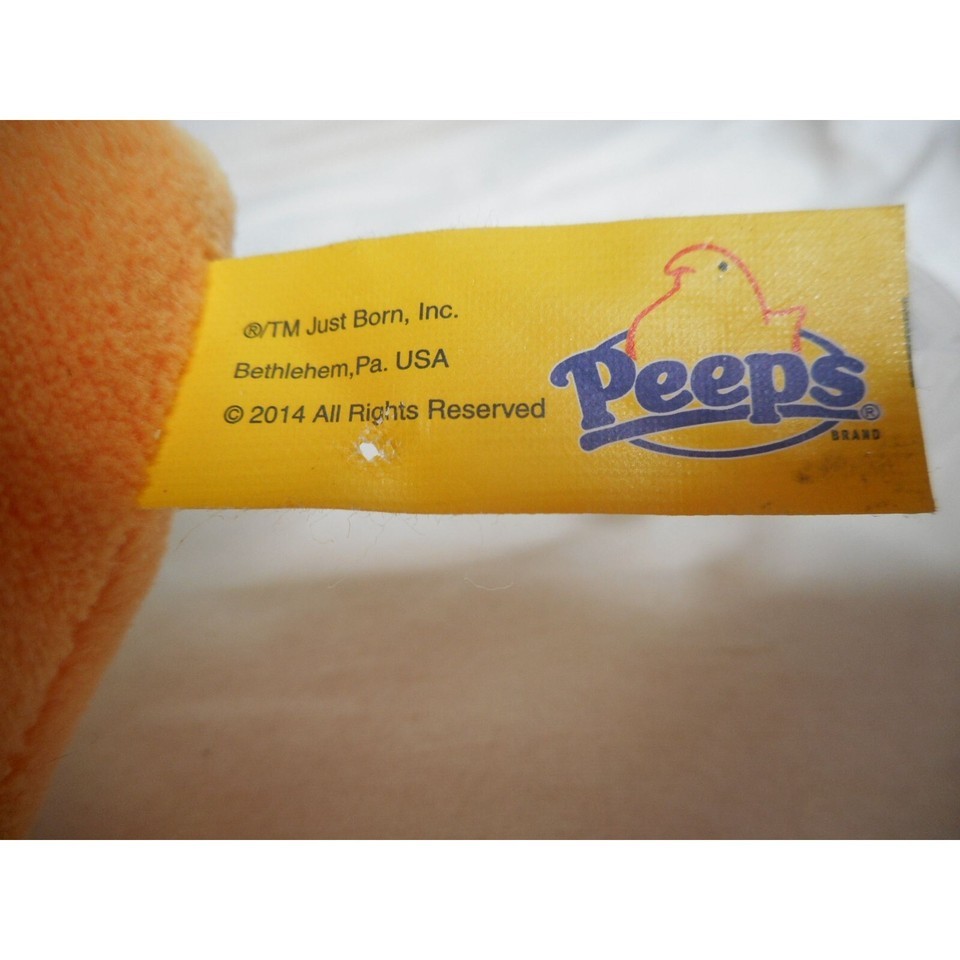 ®/TM Just Born, Inc.
Bethlehem,Pa. USA
© 2014 All Rights Reserved
Peeps®
BRAND